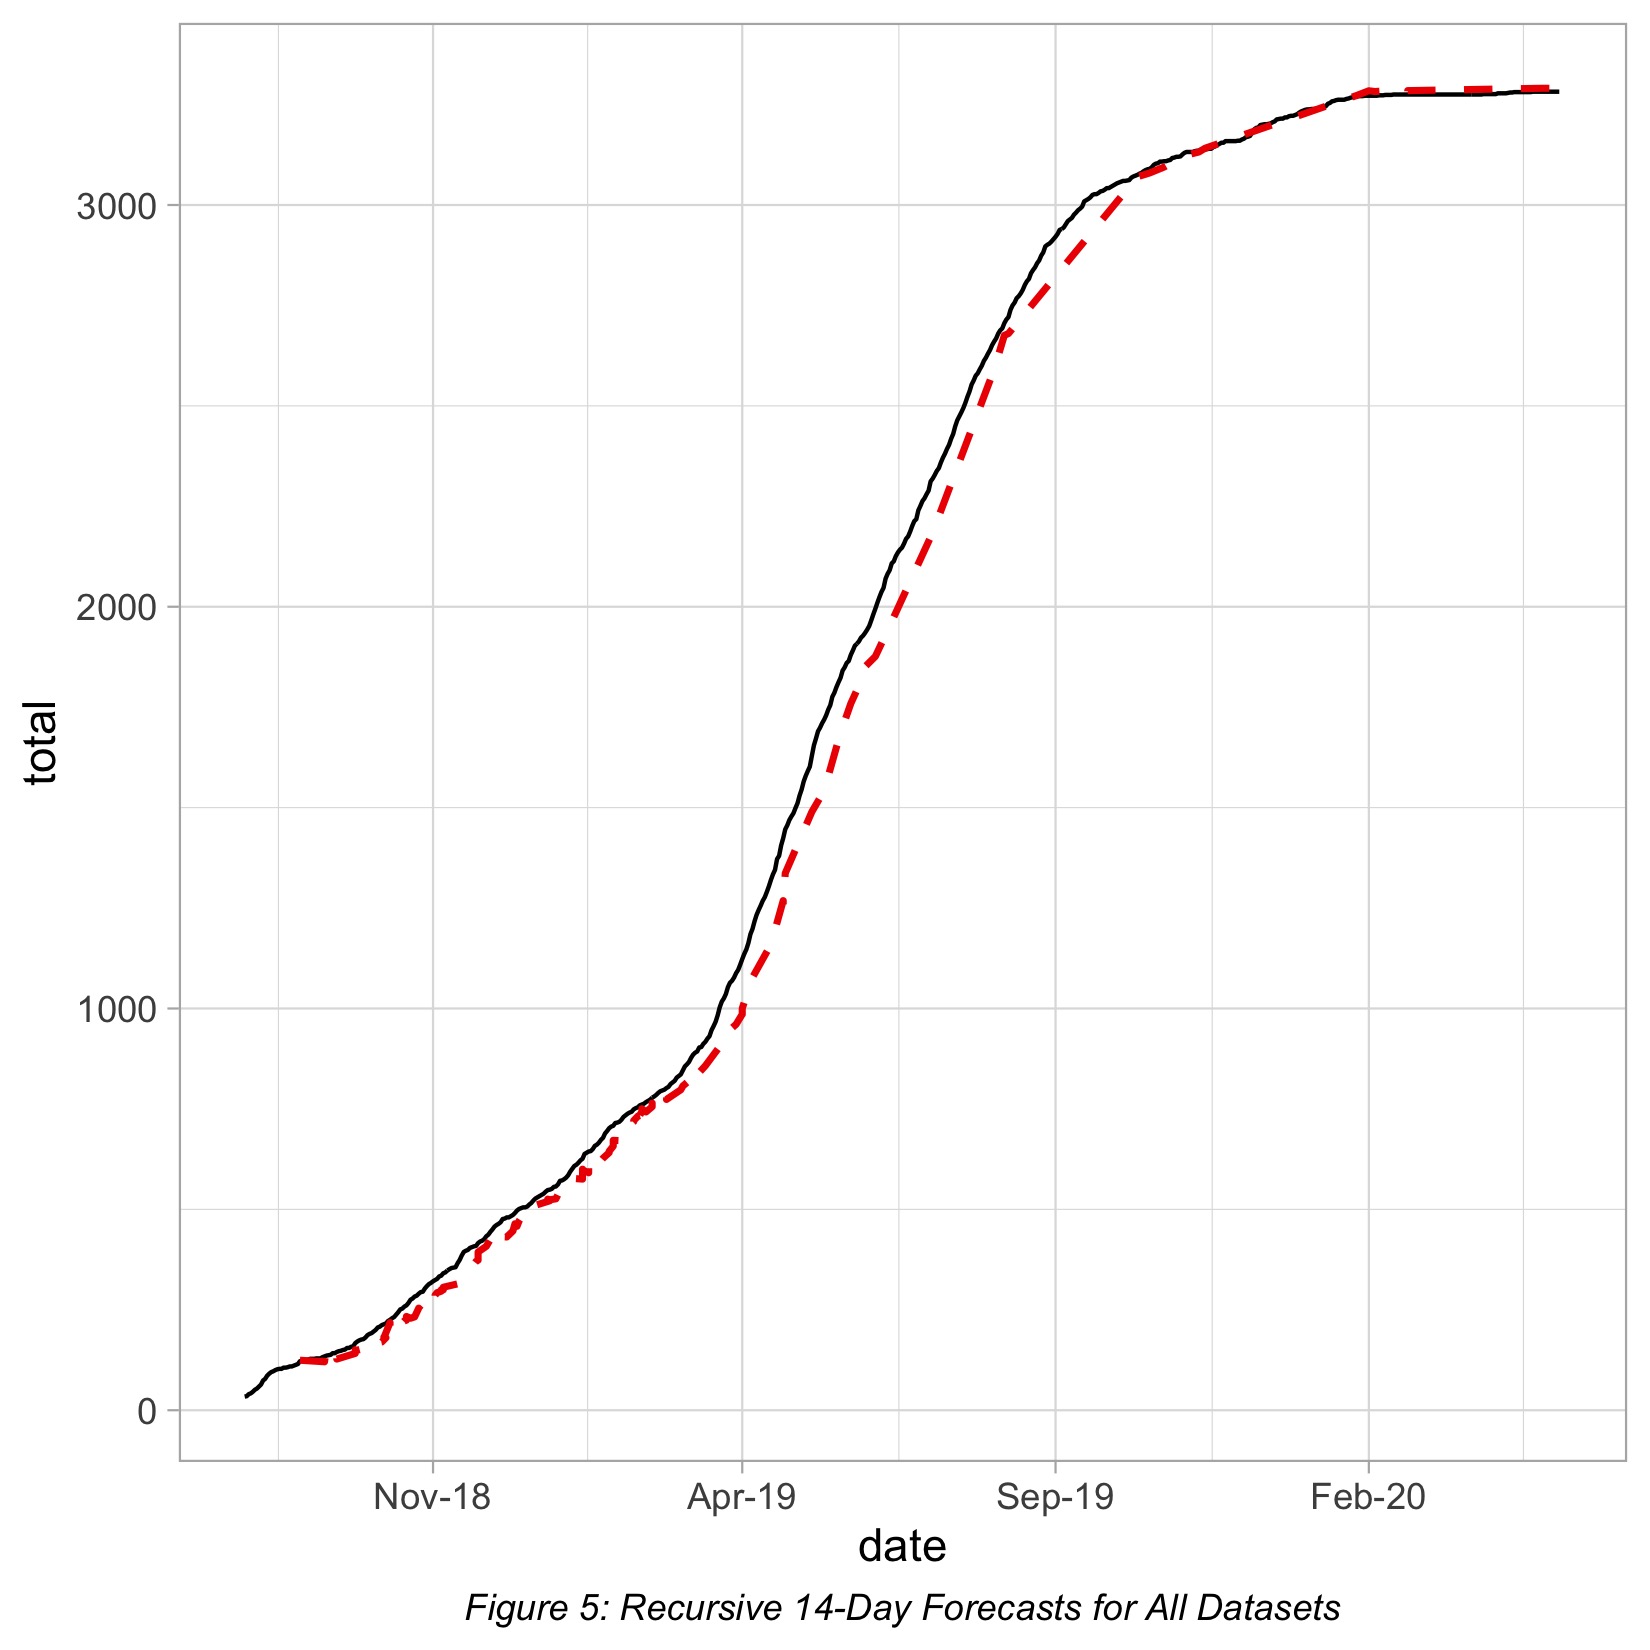 total
3000
2000
1000
0
Nov-18 Apr-19 Sep-19 Feb-20
date
Figure 5: Recursive 14-Day Forecasts for All Datasets